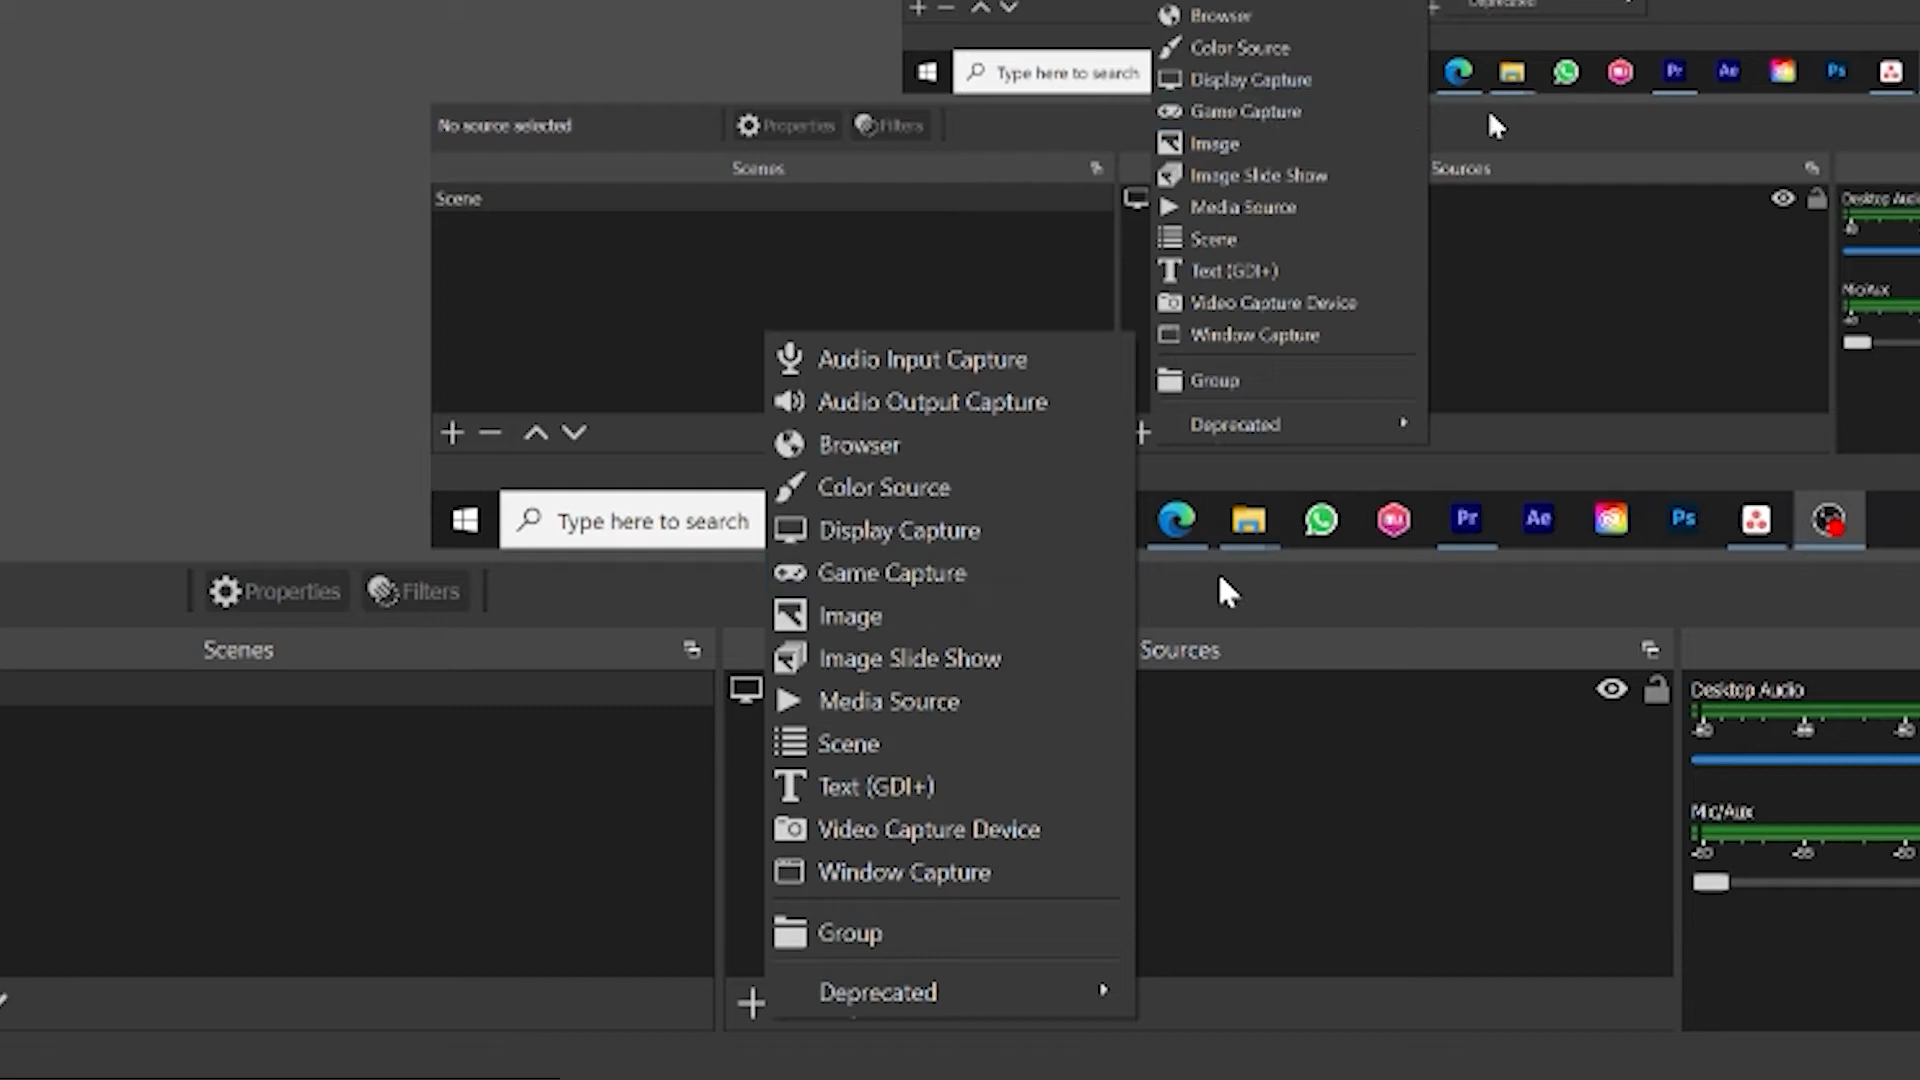 Deprecated
Browser
Color Source
Type here to search
Display Capture
Pr
Ae
Ps
Game Capture
No source selected
Properties
Filters
Image
Scenes
Image Slide Show
Sources
Scene
Media Source
Desktop Audio
Scene
Text (GDI+)
Mic/Aux
Video Capture Device
Window Capture
Group
Deprecated
Type here to search
Pr
Ae
Ps
Properties
Filters
Scenes
Sources
Audio Input Capture
Audio Output Capture
Browser
Color Source
Display Capture
Game Capture
Image
Image Slide Show
Media Source
Scene
Text (GDI+)
Video Capture Device
Window Capture
Group
Deprecated
Desktop Audio
Mic/Aux